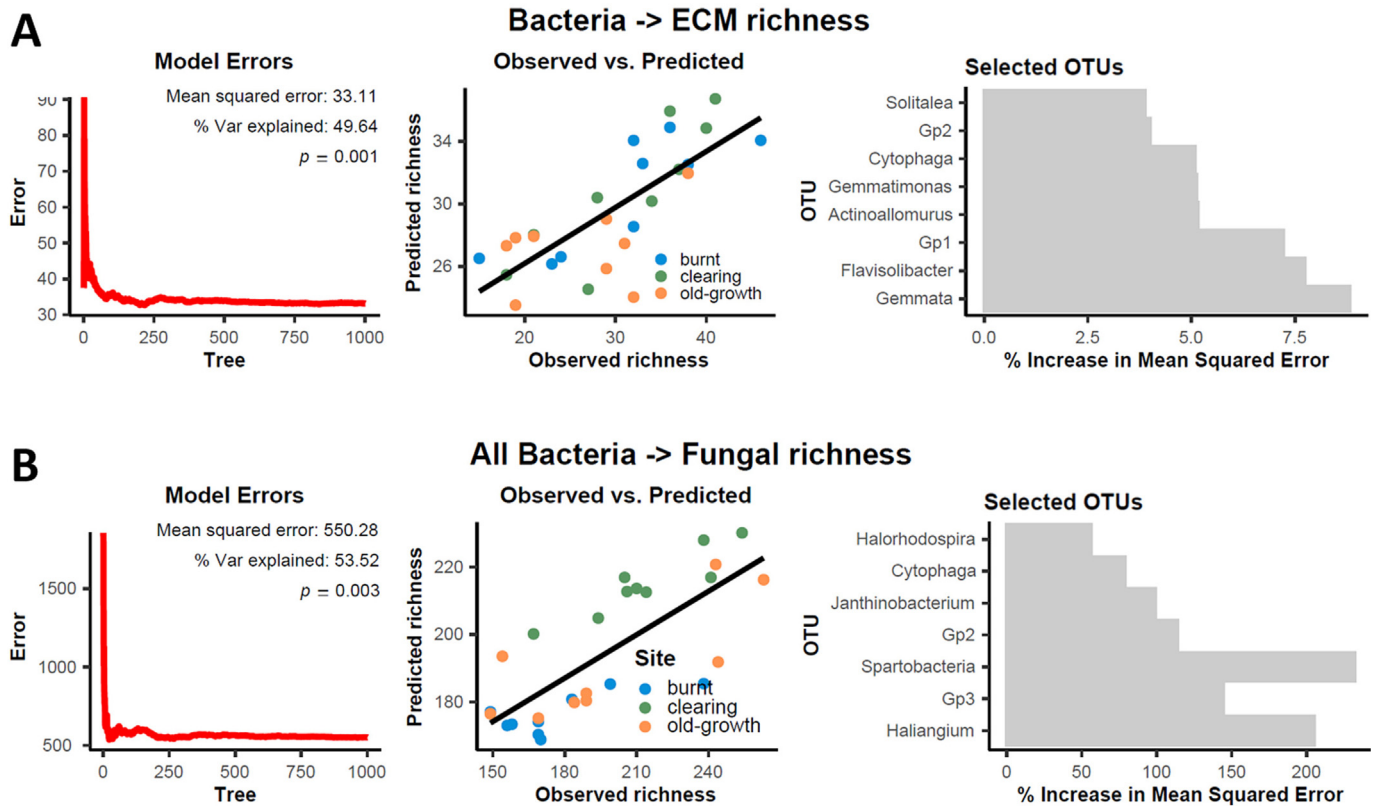 A
Bacteria -> ECM richness
Model Errors
Mean squared error: 33.11
% Var explained: 49.64
p = 0.001
Error
90
80
70
60
50
40
30
0 250 500 750 1000
Tree
Observed vs. Predicted
Predicted richness
34
30
26
burnt
clearing
old-growth
20 30 40
Observed richness
Selected OTUs
OTU
Solitalea
Gp2
Cytophaga
Gemmatimonas
Actinoallomurus
Gp1
Flavisolibacter
Gemmata
0.0 2.5 5.0 7.5
% Increase in Mean Squared Error
B
All Bacteria -> Fungal richness
Model Errors
Mean squared error: 550.28
% Var explained: 53.52
p = 0.003
Error
1500
1000
500
0 250 500 750 1000
Tree
Observed vs. Predicted
Predicted richness
220
200
180
Site
burnt
clearing
old-growth
150 180 210 240
Observed richness
Selected OTUs
OTU
Halorhodospira
Cytophaga
Janthinobacterium
Gp2
Spartobacteria
Gp3
Haliangium
0 50 100 150 200
% Increase in Mean Squared Error